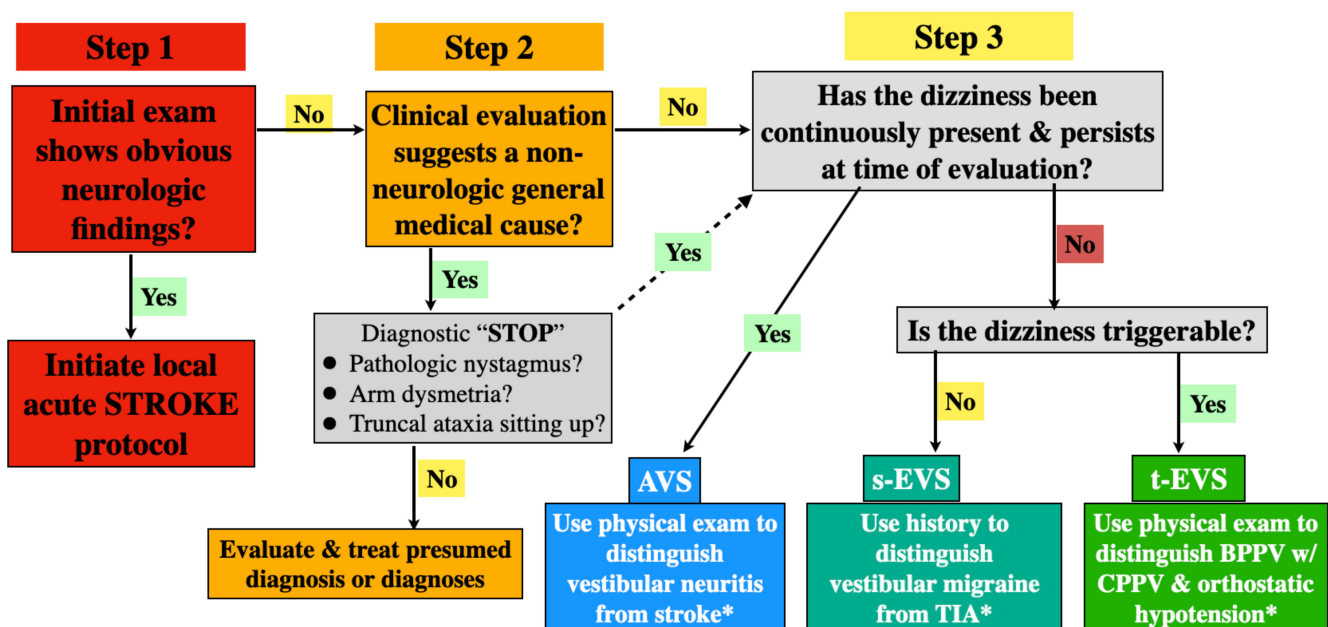 Step 1
Step 2
Step 3
Initial exam
shows obvious
neurologic
findings?
No
Clinical evaluation
suggests a non-
neurologic general
medical cause?
No
Has the dizziness been
continuously present & persists
at time of evaluation?
Yes
Yes
Yes
Yes
No
Initiate local
acute STROKE
protocol
Diagnostic “STOP”
● Pathologic nystagmus?
● Arm dysmetria?
● Truncal ataxia sitting up?
Is the dizziness triggerable?
No
No
Yes
Evaluate & treat presumed
diagnosis or diagnoses
AVS
Use physical exam to
distinguish
vestibular neuritis
from stroke*
s-EVS
Use history to
distinguish
vestibular migraine
from TIA*
t-EVS
Use physical exam to
distinguish BPPV w/
CPPV & orthostatic
hypotension*